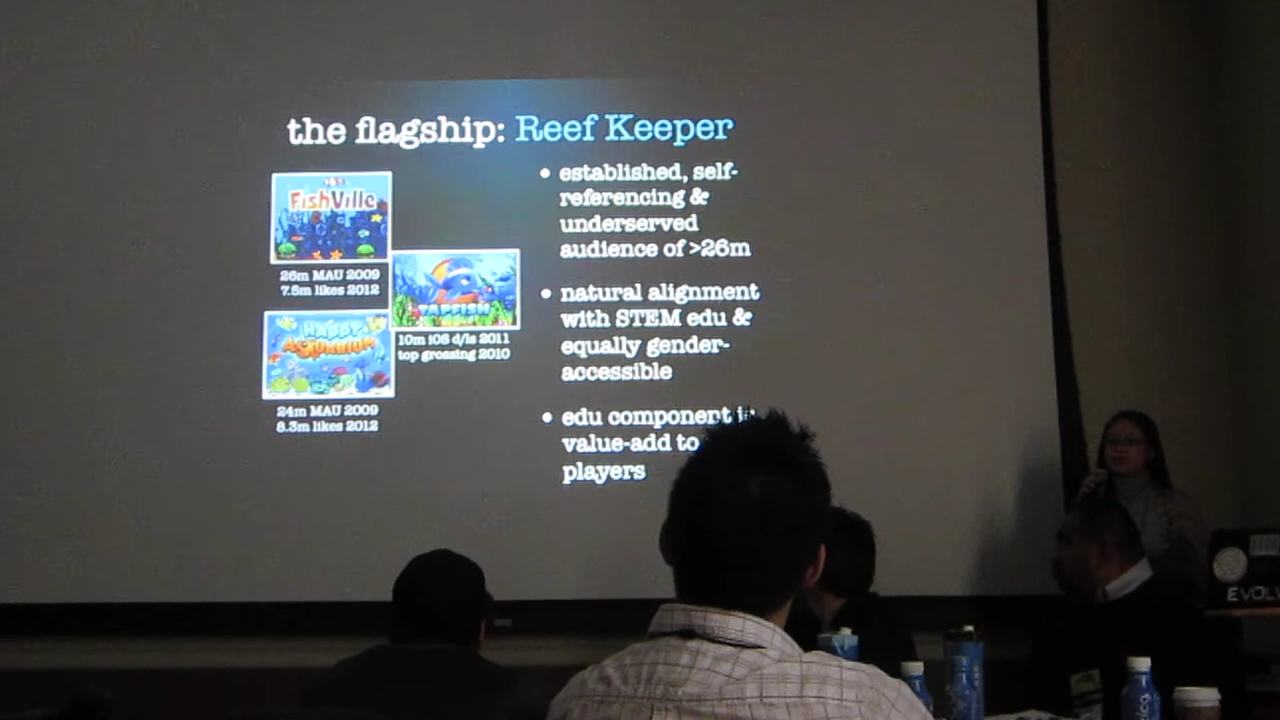 the flagship: Reef Keeper
FishVille
26m MAU 2009
7.5m likes 2012
TAPFISH
10m iOS d/ls 2011
top grossing 2010
HAPPY
AQUARIUM
24m MAU 2009
8.3m likes 2012
• established, self-
referencing &
underserved
audience of >26m
• natural alignment
with STEM edu &
equally gender-
accessible
• edu component
value-add to
players
EVOL